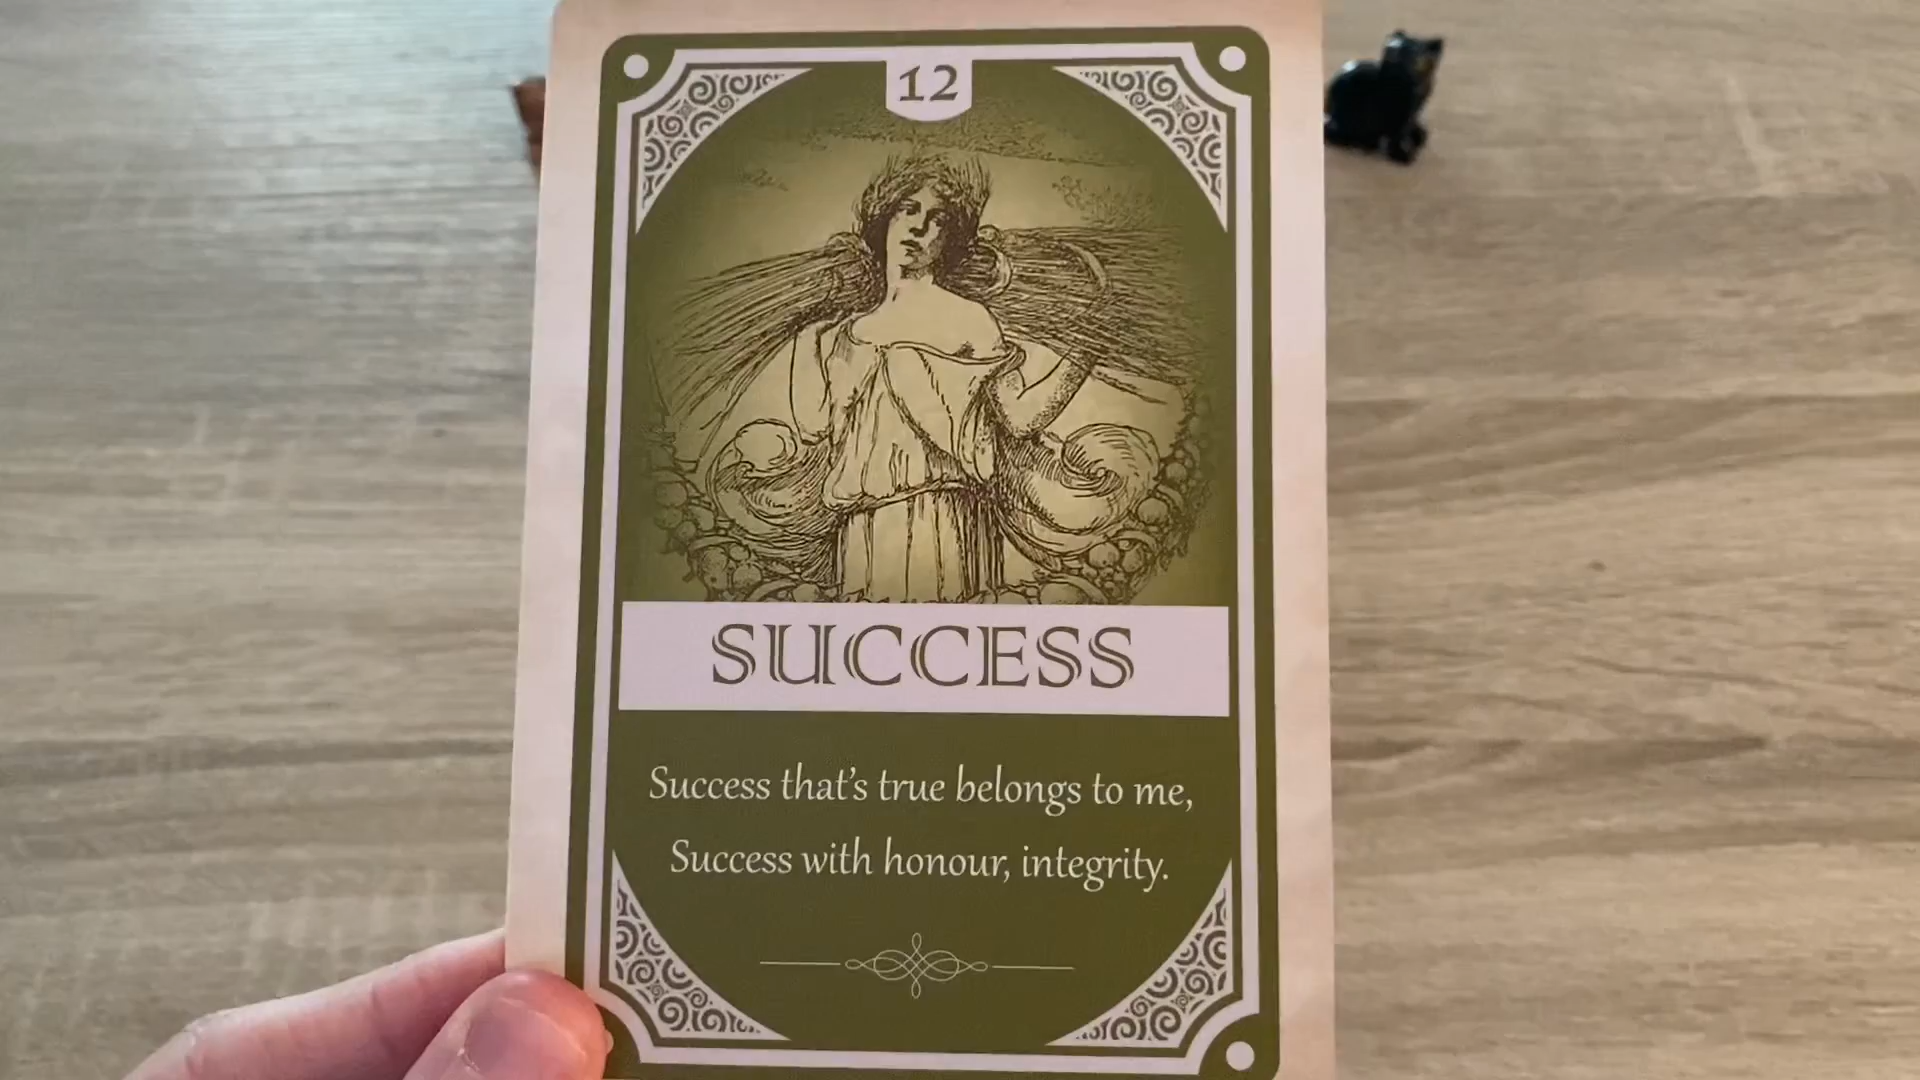 12
SUCCESS
Success that's true belongs to me,
Success with honour, integrity.